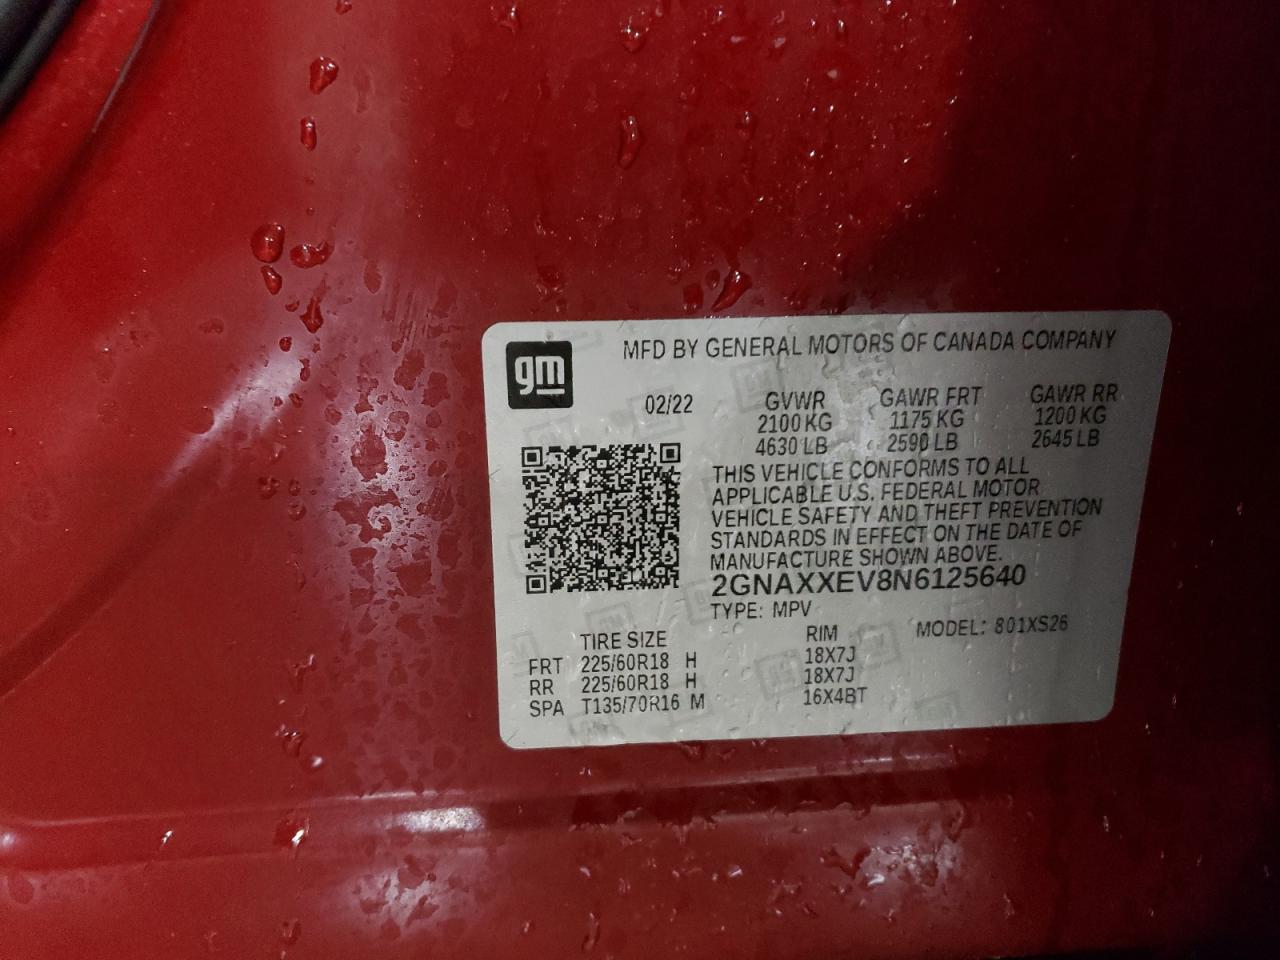 gm
MFD BY GENERAL MOTORS OF CANADA COMPANY
02/22 GVWR GAWR FRT GAWR RR
2100 KG 1175 KG 1200 KG
4630 LB 2590 LB 2645 LB
THIS VEHICLE CONFORMS TO ALL
APPLICABLE U.S. FEDERAL MOTOR
VEHICLE SAFETY AND THEFT PREVENTION
STANDARDS IN EFFECT ON THE DATE OF
MANUFACTURE SHOWN ABOVE.
2GNAXXEV8N6125640
TYPE: MPV
TIRE SIZE RIM MODEL: 801XS26
FRT 225/60R18 H 18X7J
RR 225/60R18 H 18X7J
SPA T135/70R16 M 16X4BT